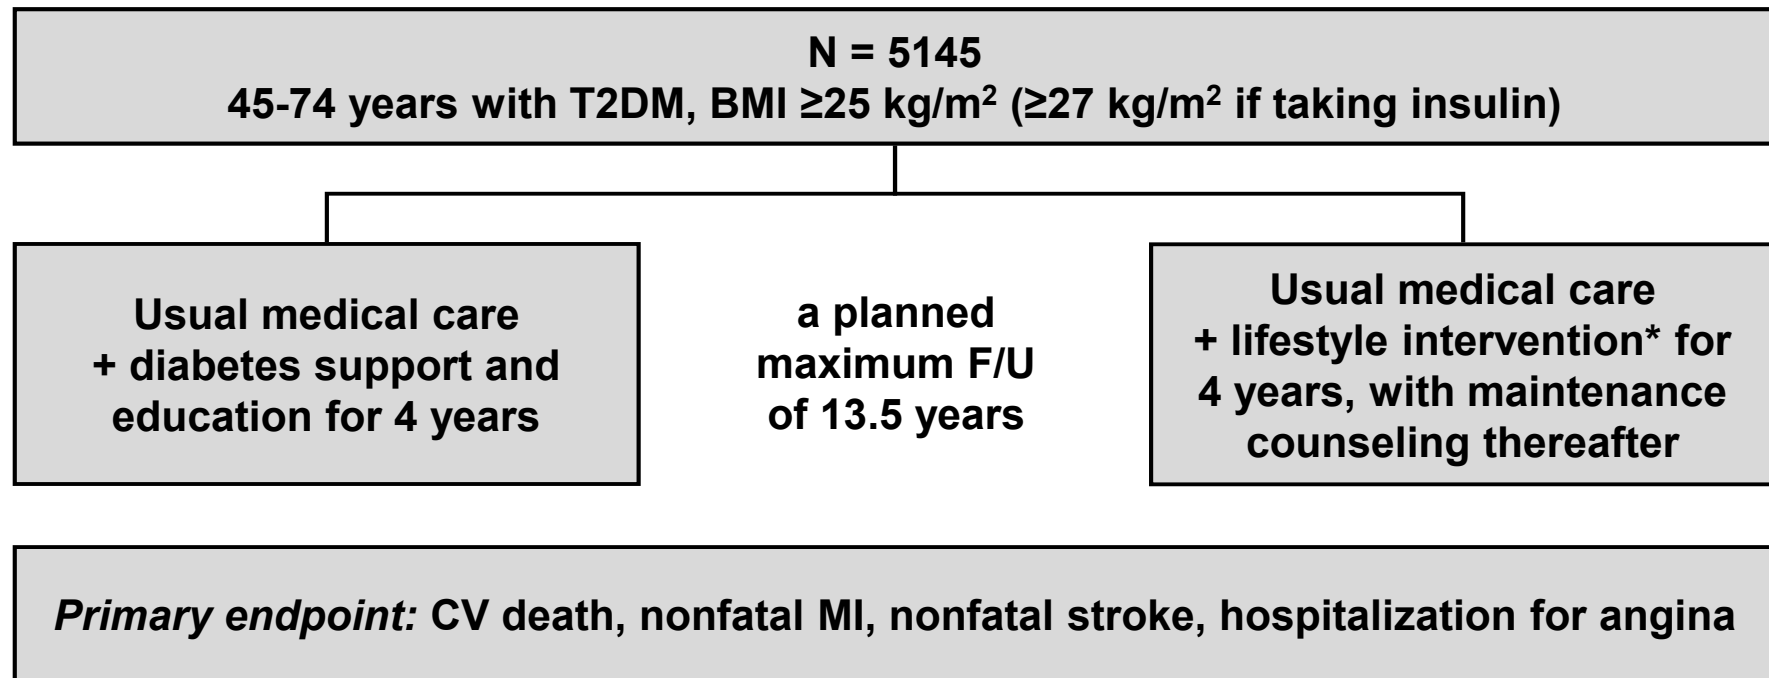 N = 5145
45-74 years with T2DM, BMI ≥25 kg/m² (≥27 kg/m² if taking insulin)
Usual medical care
+ diabetes support and
education for 4 years
a planned
maximum F/U
of 13.5 years
Usual medical care
+ lifestyle intervention* for
4 years, with maintenance
counseling thereafter
Primary endpoint: CV death, nonfatal MI, nonfatal stroke, hospitalization for angina